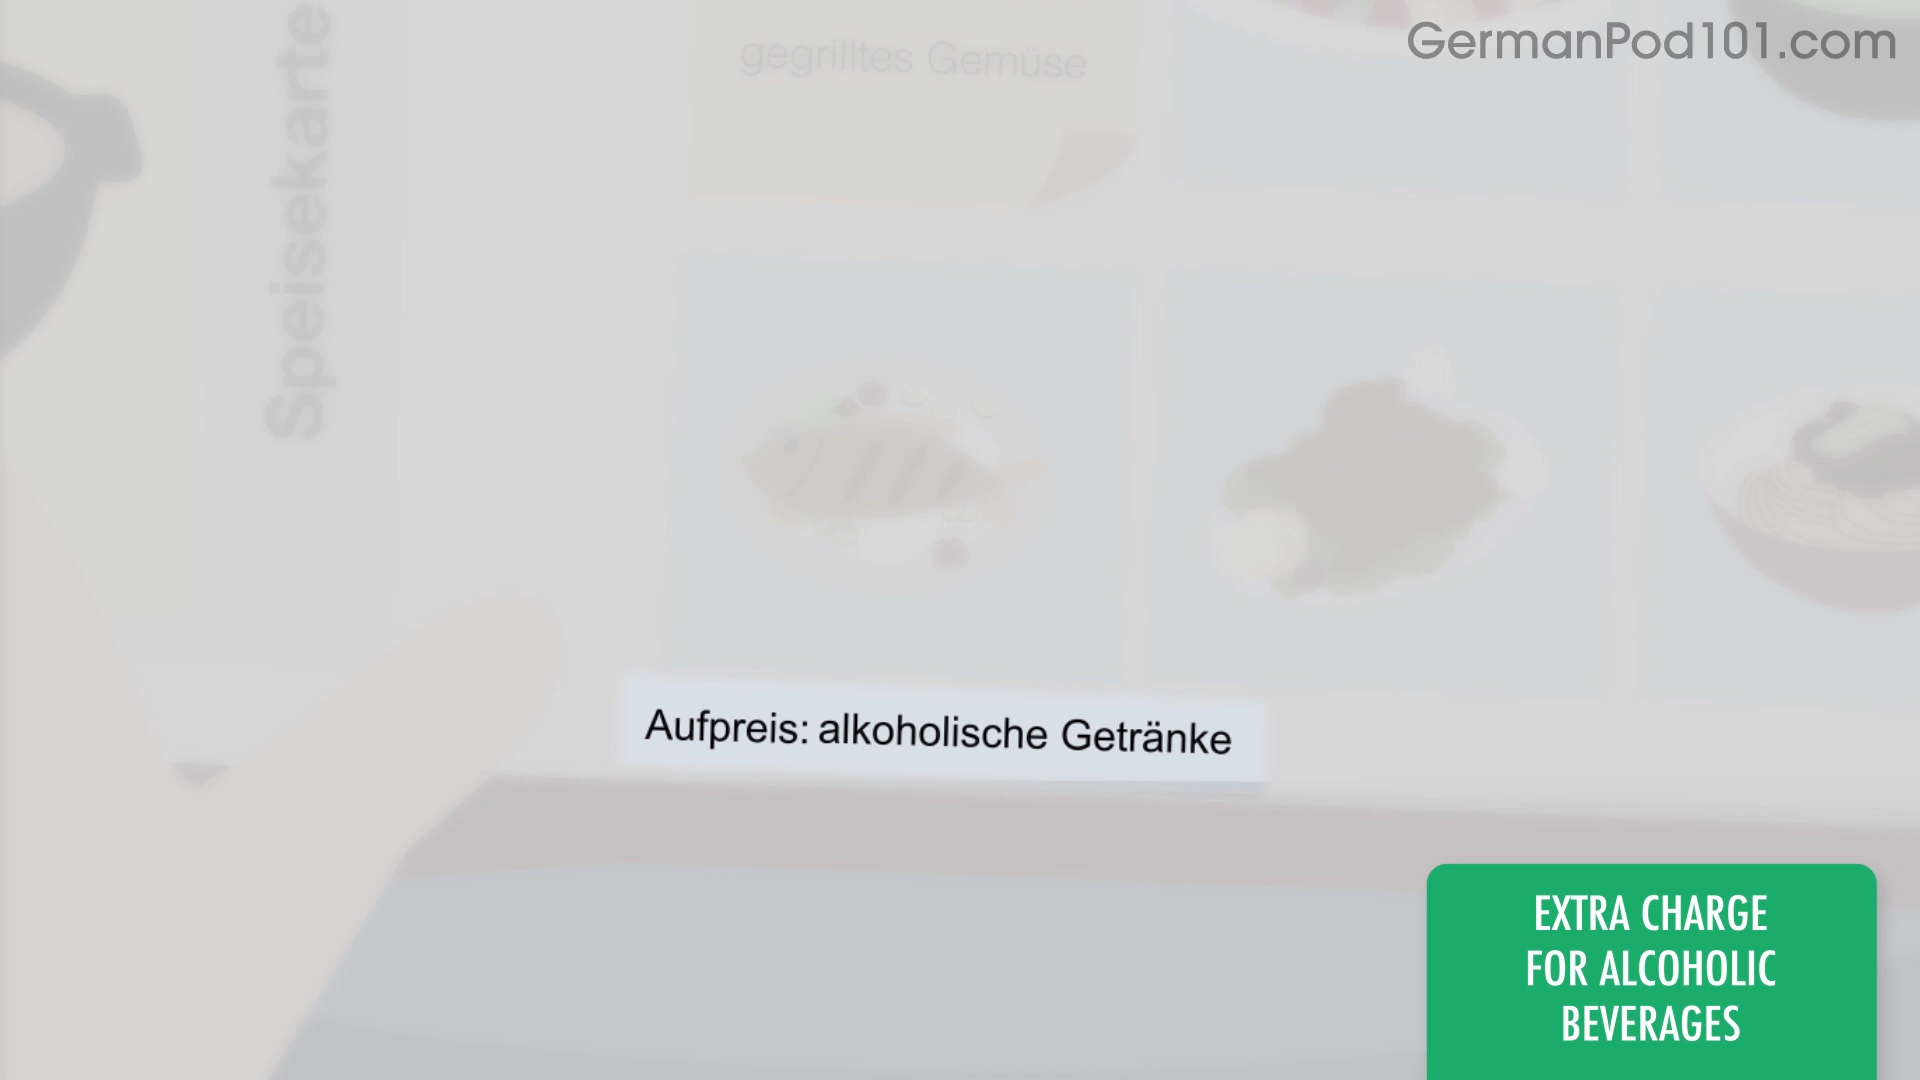 GermanPod101.com
gegrilltes Gemüse
Speisekarte
Aufpreis: alkoholische Getränke
EXTRA CHARGE
FOR ALCOHOLIC
BEVERAGES